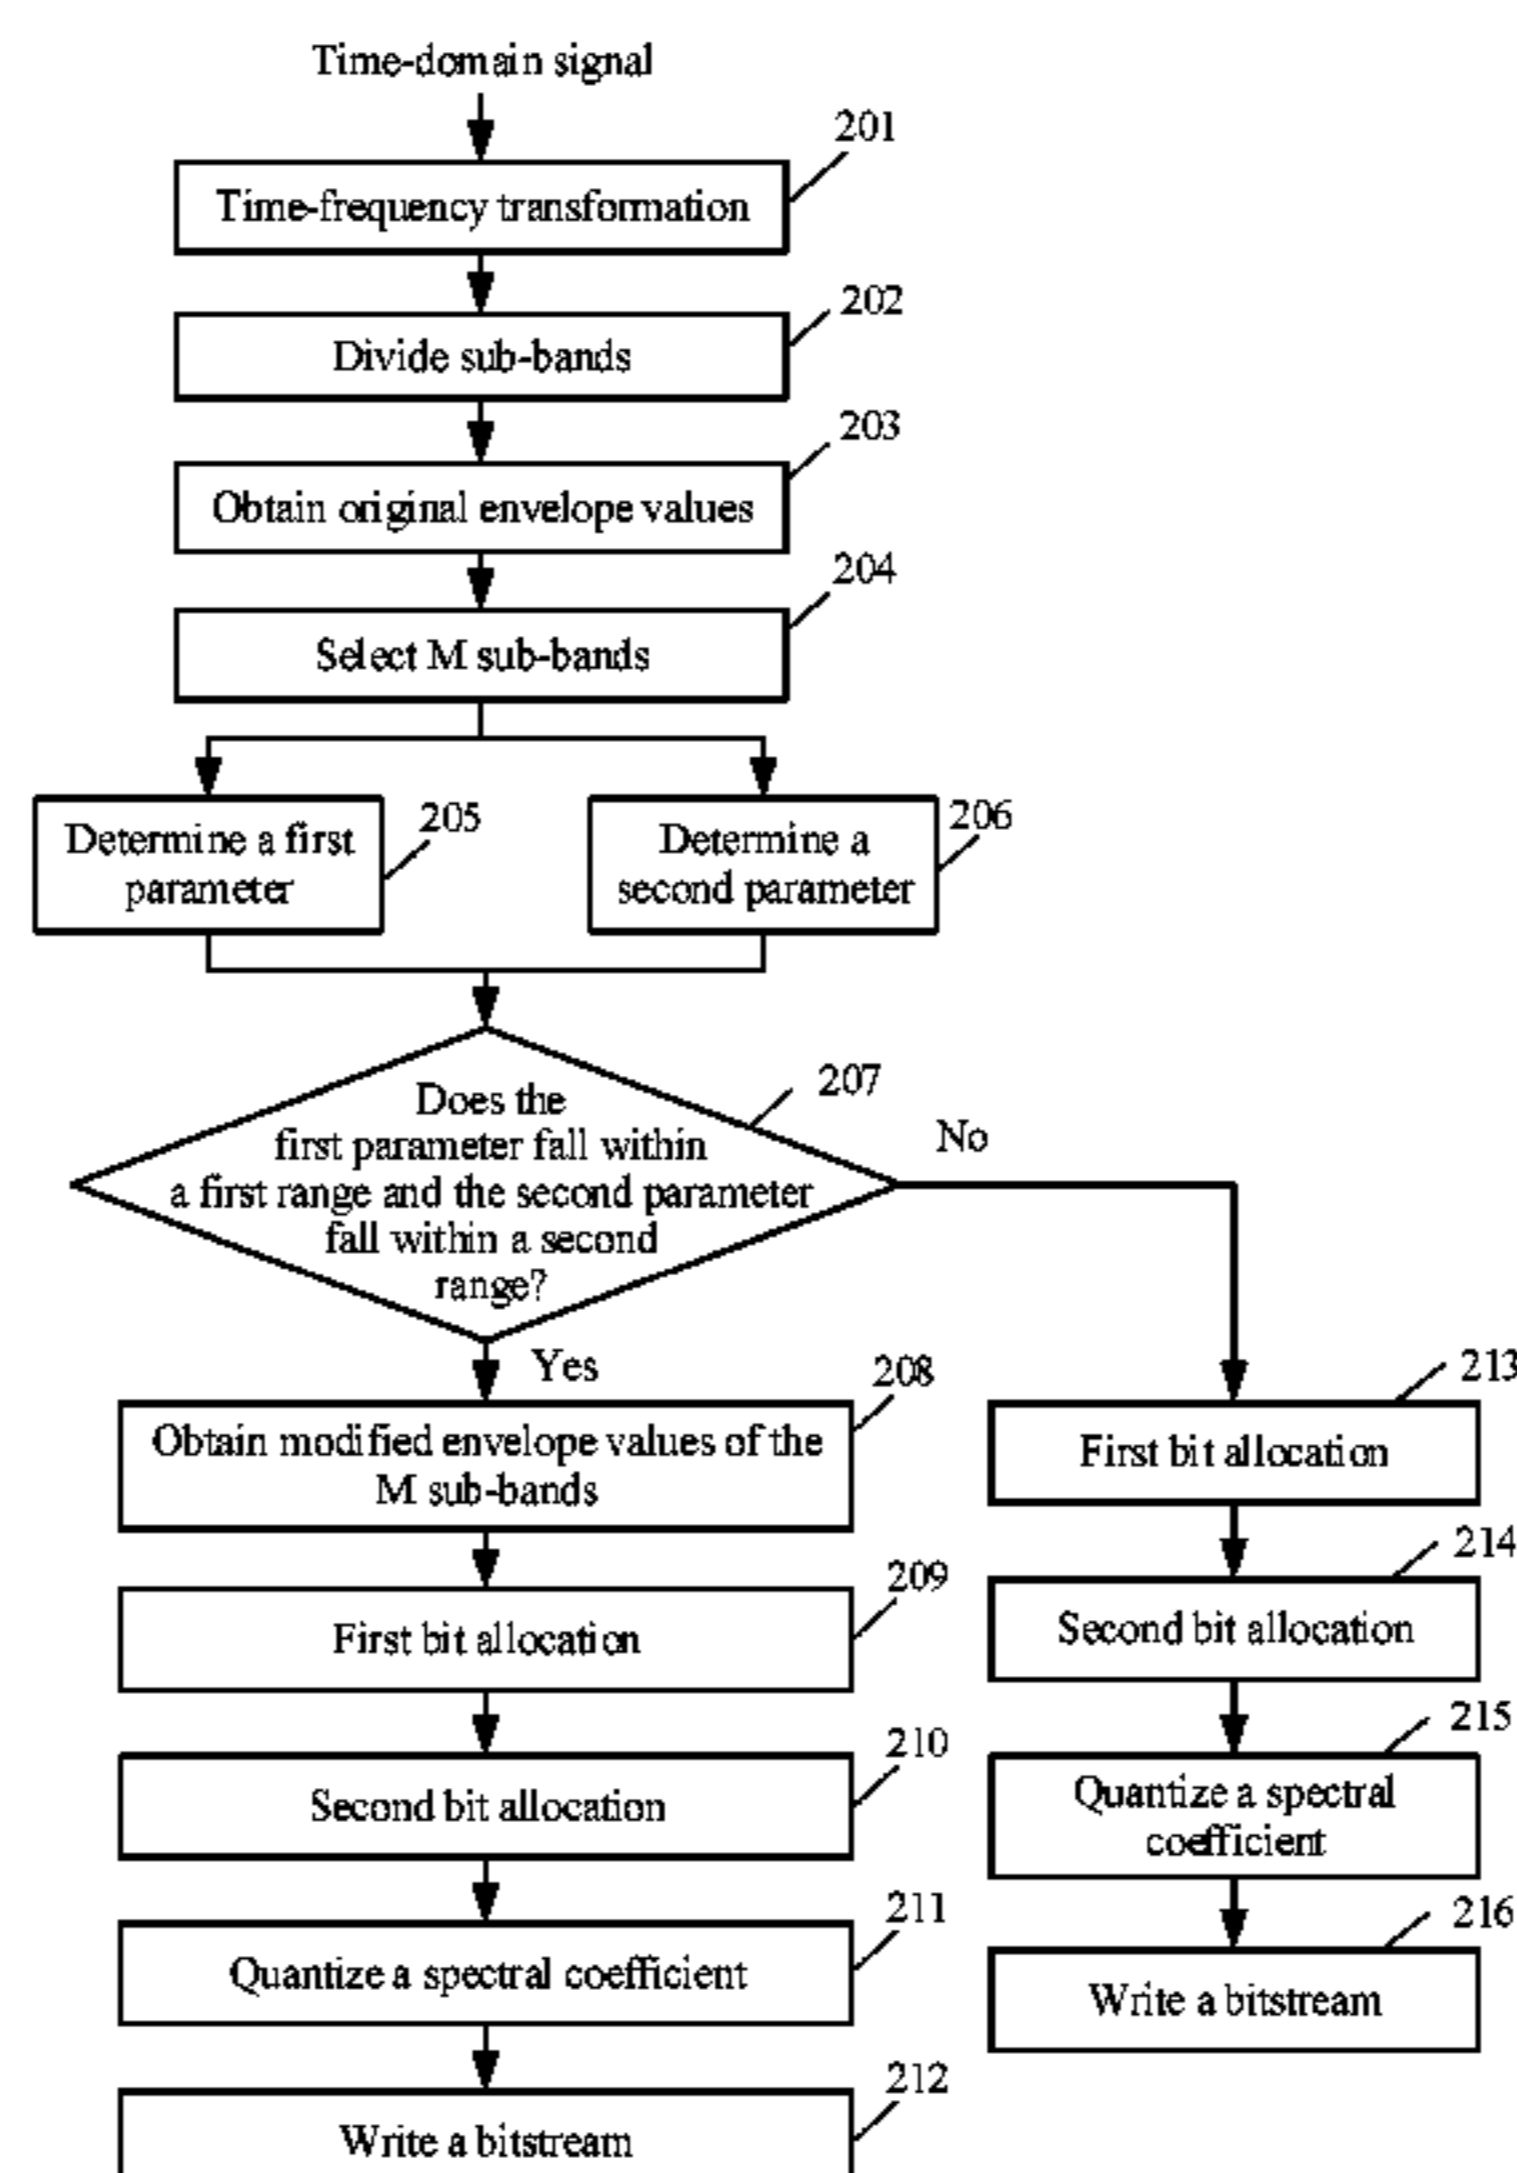 Time-domain signal
201
Time-frequency transformation
202
Divide sub-bands
203
Obtain original envelope values
204
Select M sub-bands
Determine a first
parameter
205
Determine a
second parameter
206
Does the
first parameter fall within
a first range and the second parameter
fall within a second
range?
207
No
Yes
208
Obtain modified envelope values of the
M sub-bands
209
First bit allocation
210
Second bit allocation
211
Quantize a spectral coefficient
212
Write a bitstream
213
First bit allocation
214
Second bit allocation
215
Quantize a spectral
coefficient
216
Write a bitstream